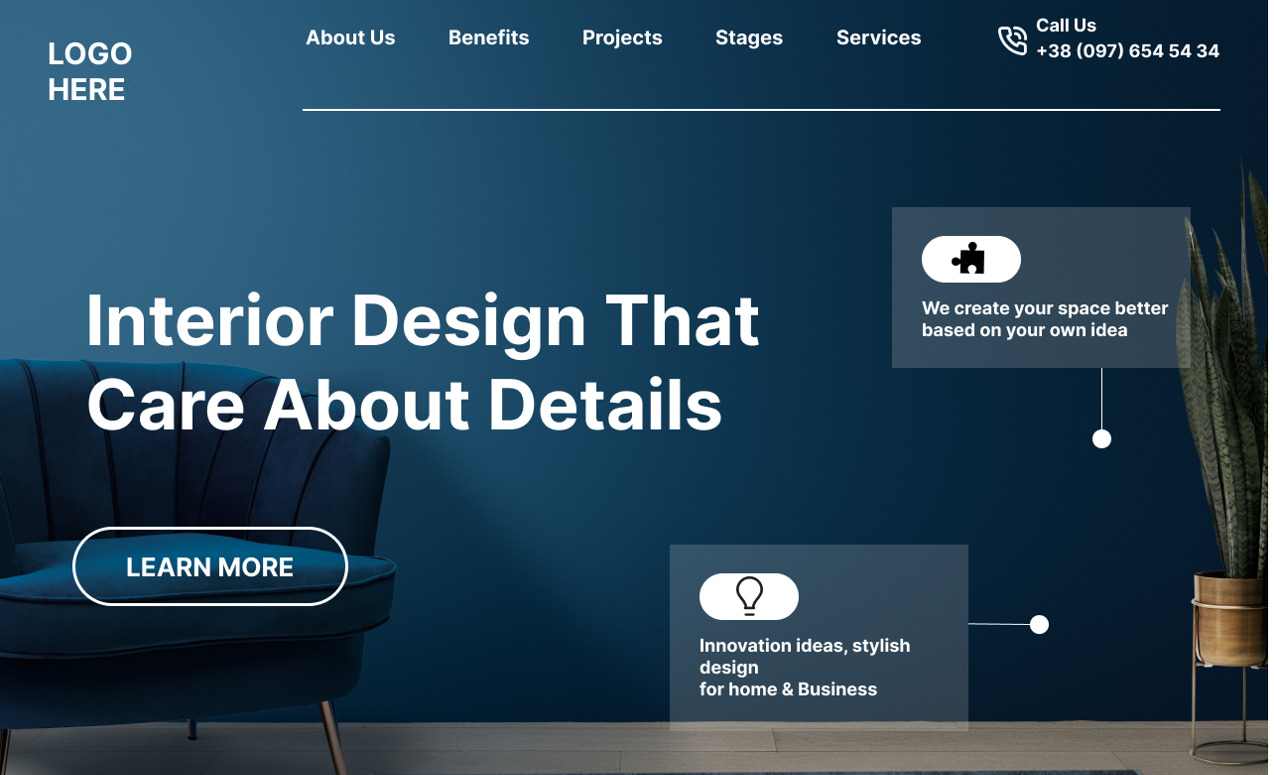 LOGO
HERE
About Us
Benefits
Projects
Stages
Services
Call Us
+38 (097) 654 54 34
We create your space better
based on your own idea
Interior Design That
Care About Details
LEARN MORE
Innovation ideas, stylish
design
for home & Business